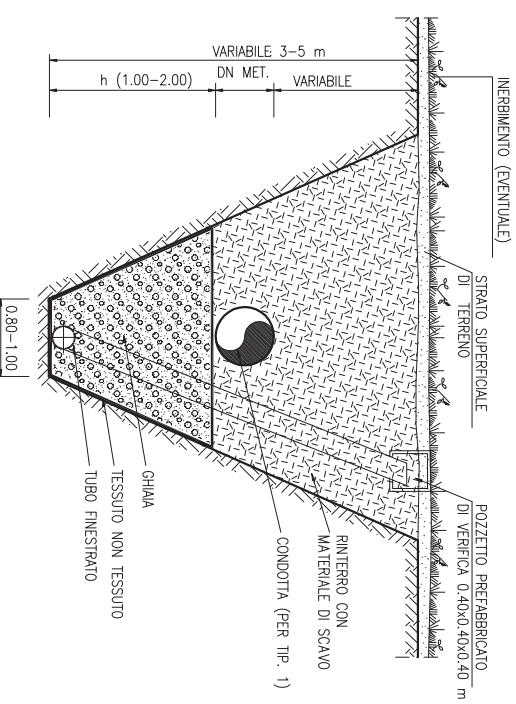 INERBIMENTO (EVENTUALE)
STRATO SUPERFICIALE
DI TERRENO
POZZETTO PREFABBRICATO
DI VERIFICA 0.40x0.40x0.40 m
VARIABILE 3-5 m
VARIABILE
DN MET.
h (1.00-2.00)
RINTERRO CON
MATERIALE DI SCAVO
CONDOTTA (PER TIP. 1)
GHIAIA
TESSUTO NON TESSUTO
TUBO FINESTRATO
0.80-1.00